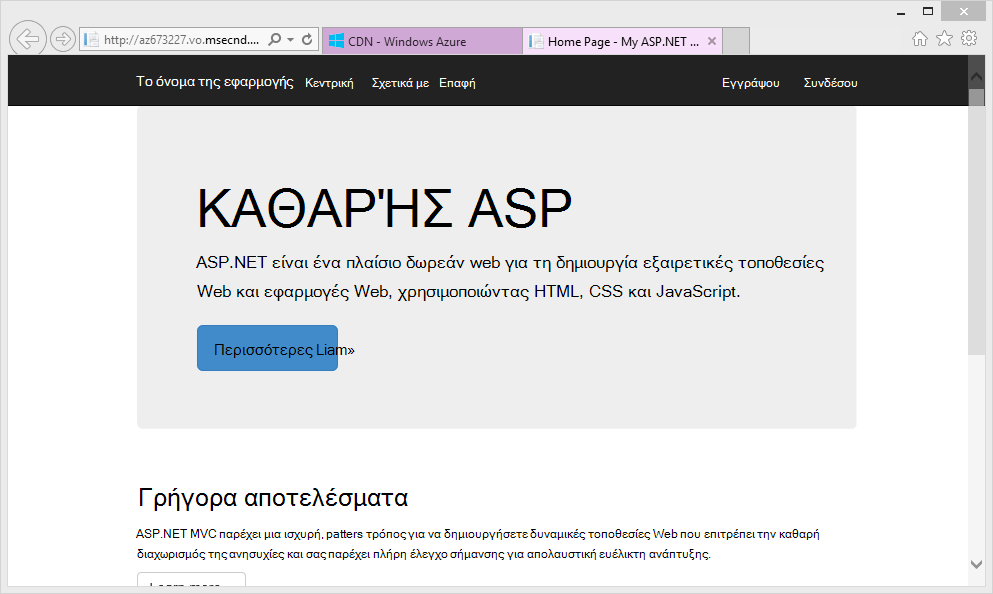 http://az673227.vo.msecnd....
CDN - Windows Azure
Home Page - My ASP.NET ...
Το όνομα της εφαρμογής Κεντρική Σχετικά με Επαφή Εγγράψου Συνδέσου
ΚΑΘΑΡΉΗΣ ASP
ASP.NET είναι ένα πλαίσιο δωρεάν web για τη δημιουργία εξαιρετικές τοποθεσίες
Web και εφαρμογές Web, χρησιμοποιώντας HTML, CSS και JavaScript.
Περισσότερες Liam»
Γρήγορα αποτελέσματα
ASP.NET MVC παρέχει μια ισχυρή, patters τρόπος για να δημιουργήσετε δυναμικές τοποθεσίες Web που επιτρέπει την καθαρή
διαχωρισμός της ανησυχίες και σας παρέχει πλήρη έλεγχο σήμανσης για απολαυστική ευέλικτη ανάπτυξης.
Learn more